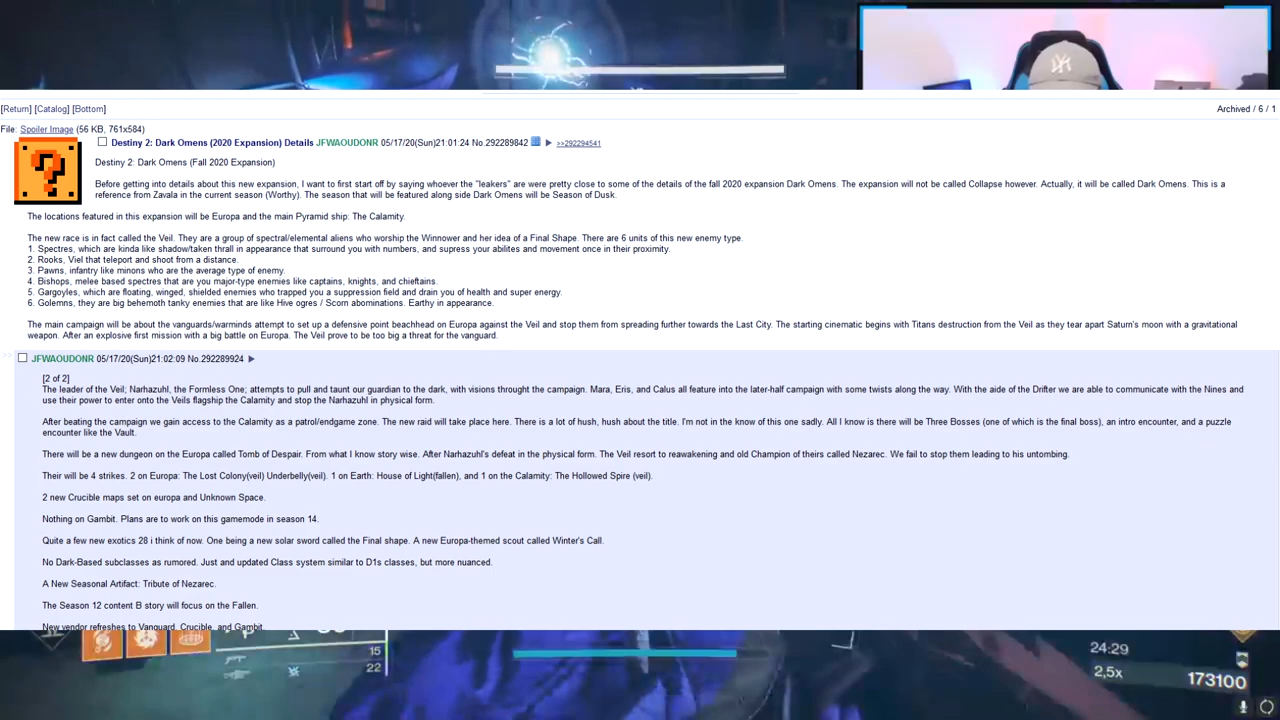 [Return] [Catalog] [Bottom]
Archived / 6 / 1
File: Spoiler Image (56 KB, 761x584)
Destiny 2: Dark Omens (2020 Expansion) Details JFWAOUDONR 05/17/20(Sun)21:01:24 No.292289842 >>292294541
Destiny 2: Dark Omens (Fall 2020 Expansion)
Before getting into details about this new expansion, I want to first start off by saying whoever the "leakers" are were pretty close to some of the details of the fall 2020 expansion Dark Omens. The expansion will not be called Collapse however. Actually, it will be called Dark Omens. This is a
reference from Zavala in the current season (Worthy). The season that will be featured along side Dark Omens will be Season of Dusk.
The locations featured in this expansion will be Europa and the main Pyramid ship: The Calamity.
The new race is in fact called the Veil. They are a group of spectral/elemental aliens who worship the Winnower and her idea of a Final Shape. There are 6 units of this new enemy type.
1. Spectres, which are kinda like shadow/taken thrall in appearance that surround you with numbers, and supress your abilites and movement once in their proximity.
2. Rooks, Viel that teleport and shoot from a distance.
3. Pawns, infantry like minons who are the average type of enemy.
4. Bishops, melee based spectres that are you major-type enemies like captains, knights, and chieftains.
5. Gargoyles, which are floating, winged, shielded enemies who trapped you a suppression field and drain you of health and super energy.
6. Golemns, they are big behemoth tanky enemies that are like Hive ogres / Scorn abominations. Earthy in appearance.
The main campaign will be about the vanguards/warminds attempt to set up a defensive point beachhead on Europa against the Veil and stop them from spreading further towards the Last City. The starting cinematic begins with Titans destruction from the Veil as they tear apart Saturn's moon with a gravitational
weapon. After an explosive first mission with a big battle on Europa. The Veil prove to be too big a threat for the vanguard.
>>
JFWAOUDONR 05/17/20(Sun)21:02:09 No.292289924
[2 of 2]
The leader of the Veil; Narhazuhl, the Formless One; attempts to pull and taunt our guardian to the dark, with visions throught the campaign. Mara, Eris, and Calus all feature into the later-half campaign with some twists along the way. With the aide of the Drifter we are able to communicate with the Nines and
use their power to enter onto the Veils flagship the Calamity and stop the Narhazuhl in physical form.
After beating the campaign we gain access to the Calamity as a patrol/endgame zone. The new raid will take place here. There is a lot of hush, hush about the title. I'm not in the know of this one sadly. All I know is there will be Three Bosses (one of which is the final boss), an intro encounter, and a puzzle
encounter like the Vault.
There will be a new dungeon on the Europa called Tomb of Despair. From what I know story wise. After Narhazuhl's defeat in the physical form. The Veil resort to reawakening and old Champion of theirs called Nezarec. We fail to stop them leading to his untombing.
Their will be 4 strikes. 2 on Europa: The Lost Colony(veil) Underbelly(veil). 1 on Earth: House of Light(fallen), and 1 on the Calamity: The Hollowed Spire (veil).
2 new Crucible maps set on europa and Unknown Space.
Nothing on Gambit. Plans are to work on this gamemode in season 14.
Quite a few new exotics 28 i think of now. One being a new solar sword called the Final shape. A new Europa-themed scout called Winter's Call.
No Dark-Based subclasses as rumored. Just and updated Class system similar to D1s classes, but more nuanced.
A New Seasonal Artifact: Tribute of Nezarec.
The Season 12 content B story will focus on the Fallen.
New vendor refreshes to Vanguard, Crucible, and Gambit.
15
22
24:29
2,5x
173100